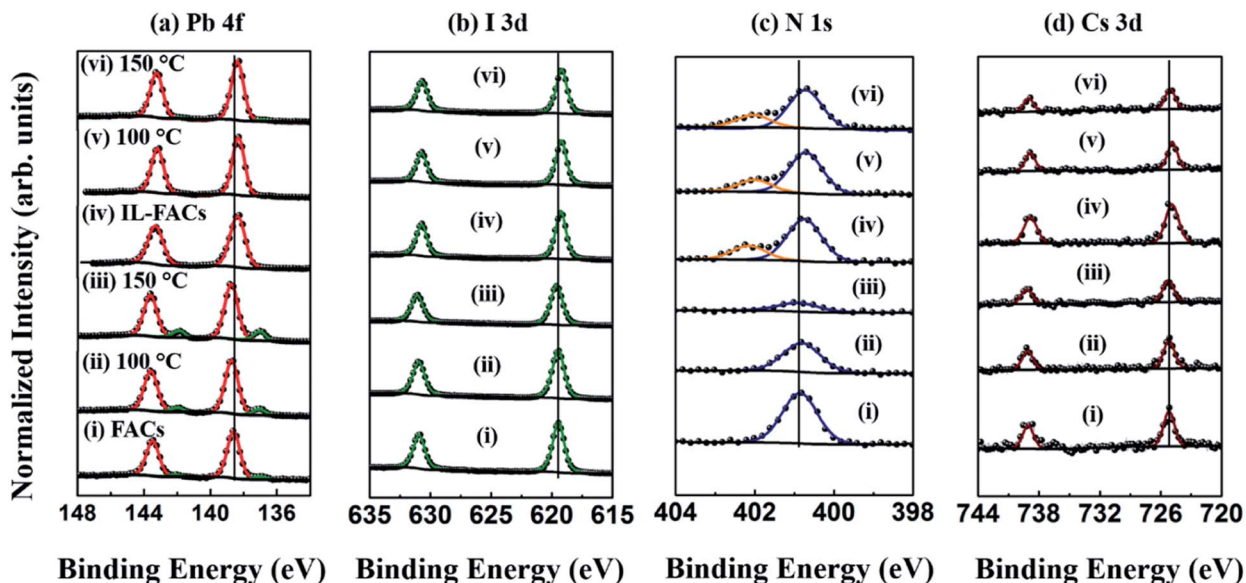 (a) Pb 4f
(b) I 3d
(c) N 1s
(d) Cs 3d
Normalized Intensity (arb. units)
(vi) 150 °C
(v) 100 °C
(iv) IL-FACs
(iii) 150 °C
(ii) 100 °C
(i) FACs
148 144 140 136
Binding Energy (eV)
(vi)
(v)
(iv)
(iii)
(ii)
(i)
635 630 625 620 615
Binding Energy (eV)
(vi)
(v)
(iv)
(iii)
(ii)
(i)
404 402 400 398
Binding Energy (eV)
(vi)
(v)
(iv)
(iii)
(ii)
(i)
744 738 732 726 720
Binding Energy (eV)